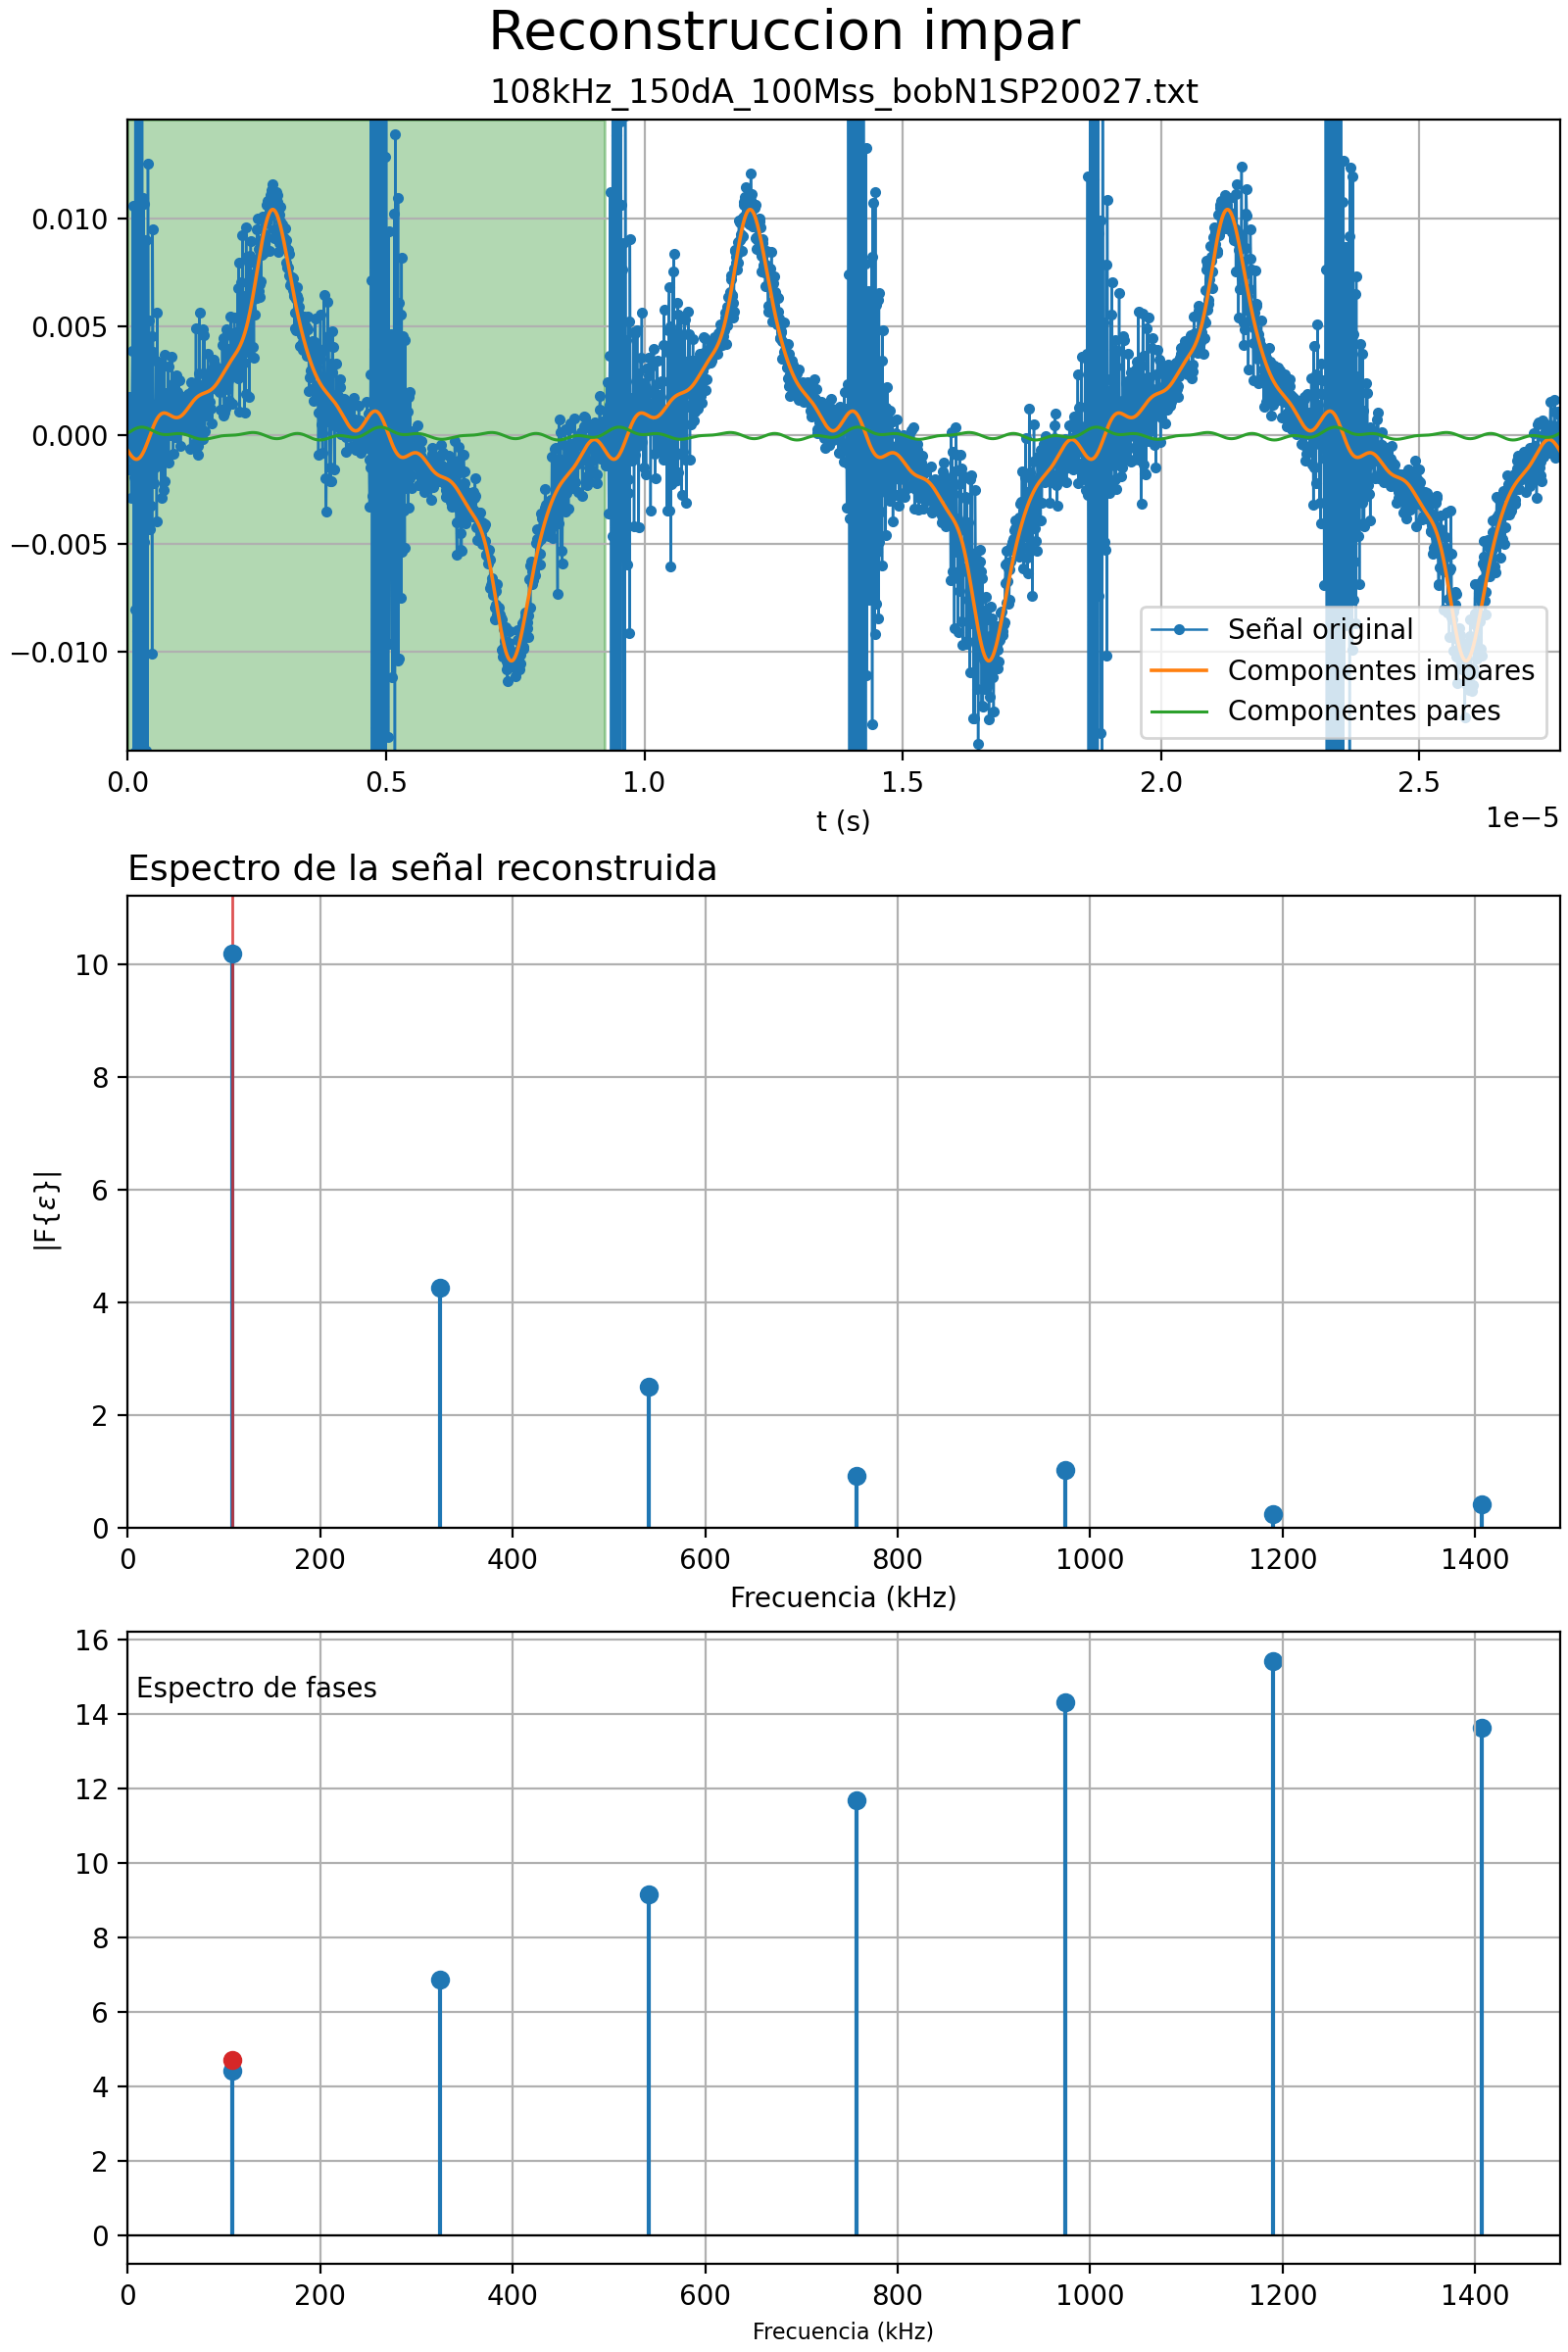 Reconstruccion impar
108kHz_150dA_100Mss_bobN1SP20027.txt
0.010
0.005
0.000
−0.005
−0.010
Señal original
Componentes impares
Componentes pares
0.0 0.5 1.0 1.5 2.0 2.5
1e−5
t (s)
Espectro de la señal reconstruida
10
8
6
4
2
0
|F{ε}|
0 200 400 600 800 1000 1200 1400
Frecuencia (kHz)
16
Espectro de fases
14
12
10
8
6
4
2
0
0 200 400 600 800 1000 1200 1400
Frecuencia (kHz)